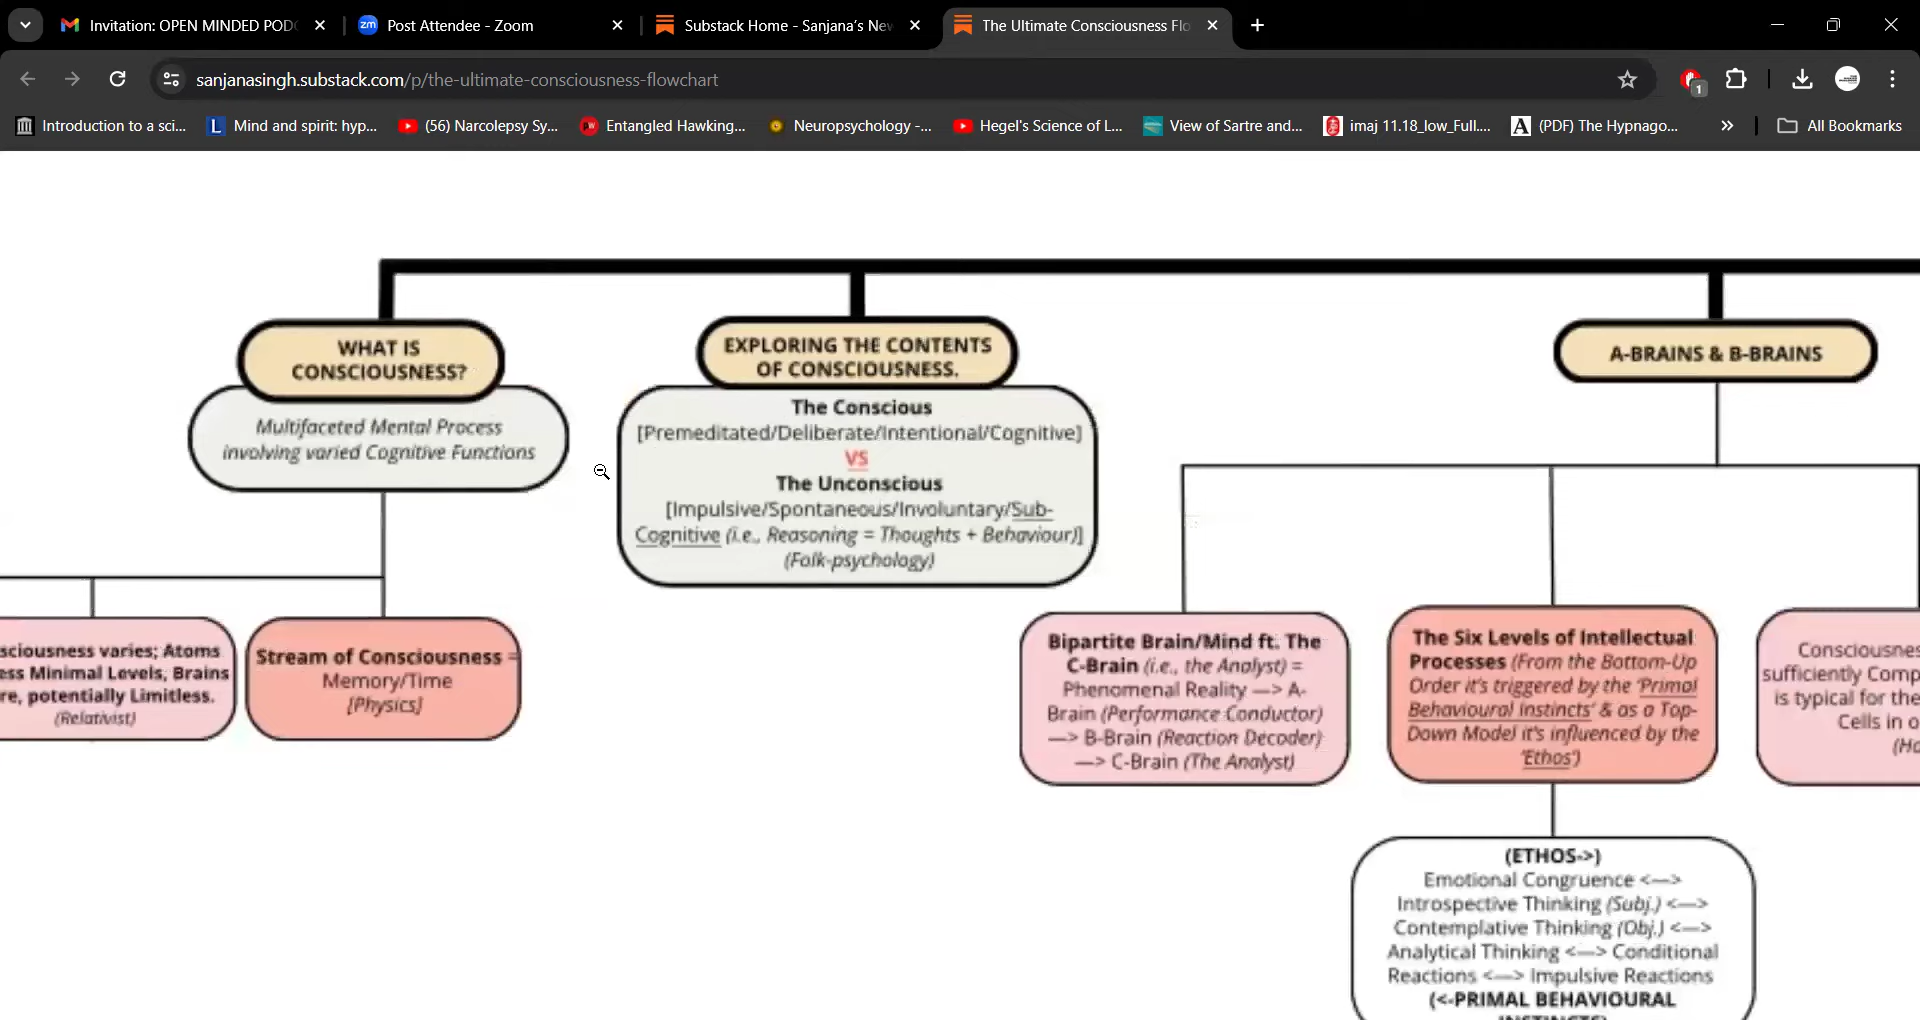 Invitation: OPEN MINDED POD
Post Attendee - Zoom
Substack Home - Sanjana's Nev
The Ultimate Consciousness Flo
sanjanasingh.substack.com/p/the-ultimate-consciousness-flowchart
1
Introduction to a sci...
Mind and spirit: hyp...
(56) Narcolepsy Sy...
Entangled Hawking...
Neuropsychology -...
Hegel's Science of L...
View of Sartre and...
imaj 11.18_low_Full....
(PDF) The Hypnago...
All Bookmarks
WHAT IS
CONSCIOUSNESS?
Multifaceted Mental Process
involving varied Cognitive Functions
EXPLORING THE CONTENTS
OF CONSCIOUSNESS.
The Conscious
[Premeditated/Deliberate/Intentional/Cognitive]
VS
The Unconscious
[Impulsive/Spontaneous/Involuntary/Sub-
Cognitive (i.e., Reasoning = Thoughts + Behaviour)]
(Folk-psychology)
A-BRAINS & B-BRAINS
sciousness varies; Atoms
ess Minimal Levels, Brains
re, potentially Limitless.
(Relativist)
Stream of Consciousness =
Memory/Time
[Physics]
Bipartite Brain/Mind ft. The
C-Brain (i.e., the Analyst) =
Phenomenal Reality —> A-
Brain (Performance Conductor)
—> B-Brain (Reaction Decoder)
—> C-Brain (The Analyst)
The Six Levels of Intellectual
Processes (From the Bottom-Up
Order it's triggered by the 'Primal
Behavioural Instincts' & as a Top-
Down Model it's influenced by the
'Ethos')
Consciousnes
sufficiently Comp
is typical for the
Cells in o
(Ho
(ETHOS->)
Emotional Congruence <—>
Introspective Thinking (Subj.) <—>
Contemplative Thinking (Obj.) <—>
Analytical Thinking <—> Conditional
Reactions <—> Impulsive Reactions
(<-PRIMAL BEHAVIOURAL